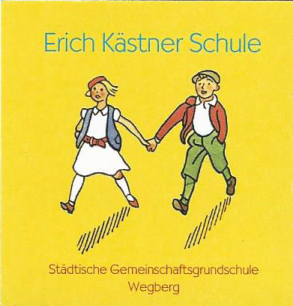 Erich Kästner Schule
Städtische Gemeinschaftsgrundschule
Wegberg